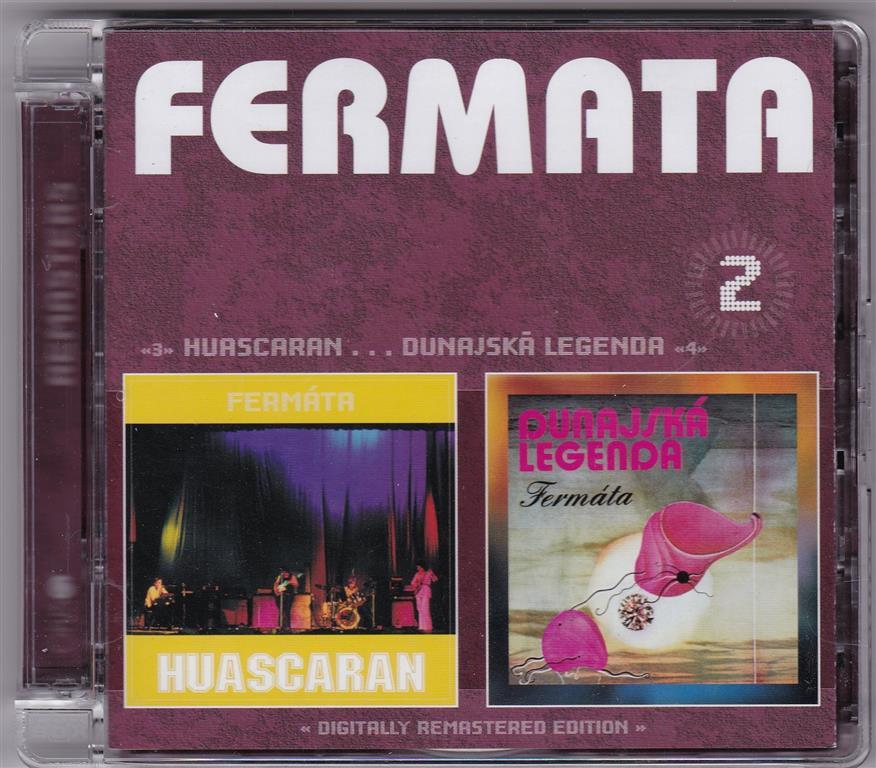 FERMATA
2
«3» HUASCARAN . . . DUNAJSKÁ LEGENDA «4»
FERMÁTA
HUASCARAN
DUNAJSKÁ
LEGENDA
Fermáta
« DIGITALLY REMASTERED EDITION »